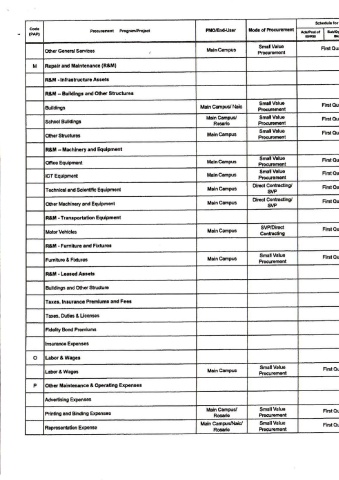 Code
(PAP)
Procurement Program/Project
PMO/End-User
Mode of Procurement
Schedule for
Ads/Post of
IB/REI
Sub/Op
Other General Services
Main Campus
Small Value
Procurement
First Qu
M
Repair and Maintenance (R&M)
R&M -Infrastructure Assets
R&M – Buildings and Other Structures
Buildings
Main Campus/ Naic
Small Value
Procurement
First Qu
School Buildings
Main Campus/
Rosario
Small Value
Procurement
First Qu
Other Structures
Main Campus
Small Value
Procurement
First Qu
R&M – Machinery and Equipment
Office Equipment
Main Campus
Small Value
Procurement
First Qu
ICT Equipment
Main Campus
Small Value
Procurement
First Qu
Technical and Scientific Equipment
Main Campus
Direct Contracting/
SVP
First Qu
Other Machinery and Equipment
Main Campus
Direct Contracting/
SVP
First Qu
R&M - Transportation Equipment
Motor Vehicles
Main Campus
SVP/Direct
Contracting
First Qu
R&M - Furniture and Fixtures
Furniture & Fixtures
Main Campus
Small Value
Procurement
First Qu
R&M - Leased Assets
Buildings and Other Structure
Taxes, Insurance Premiums and Fees
Taxes, Duties & Licenses
Fidelity Bond Premiums
Insurance Expenses
O
Labor & Wages
Labor & Wages
Main Campus
Small Value
Procurement
First Qu
P
Other Maintenance & Operating Expenses
Advertising Expenses
Printing and Binding Expenses
Main Campus/
Rosario
Small Value
Procurement
First Qu
Representation Expense
Main Campus/Naic/
Rosario
Small Value
Procurement
First Qu